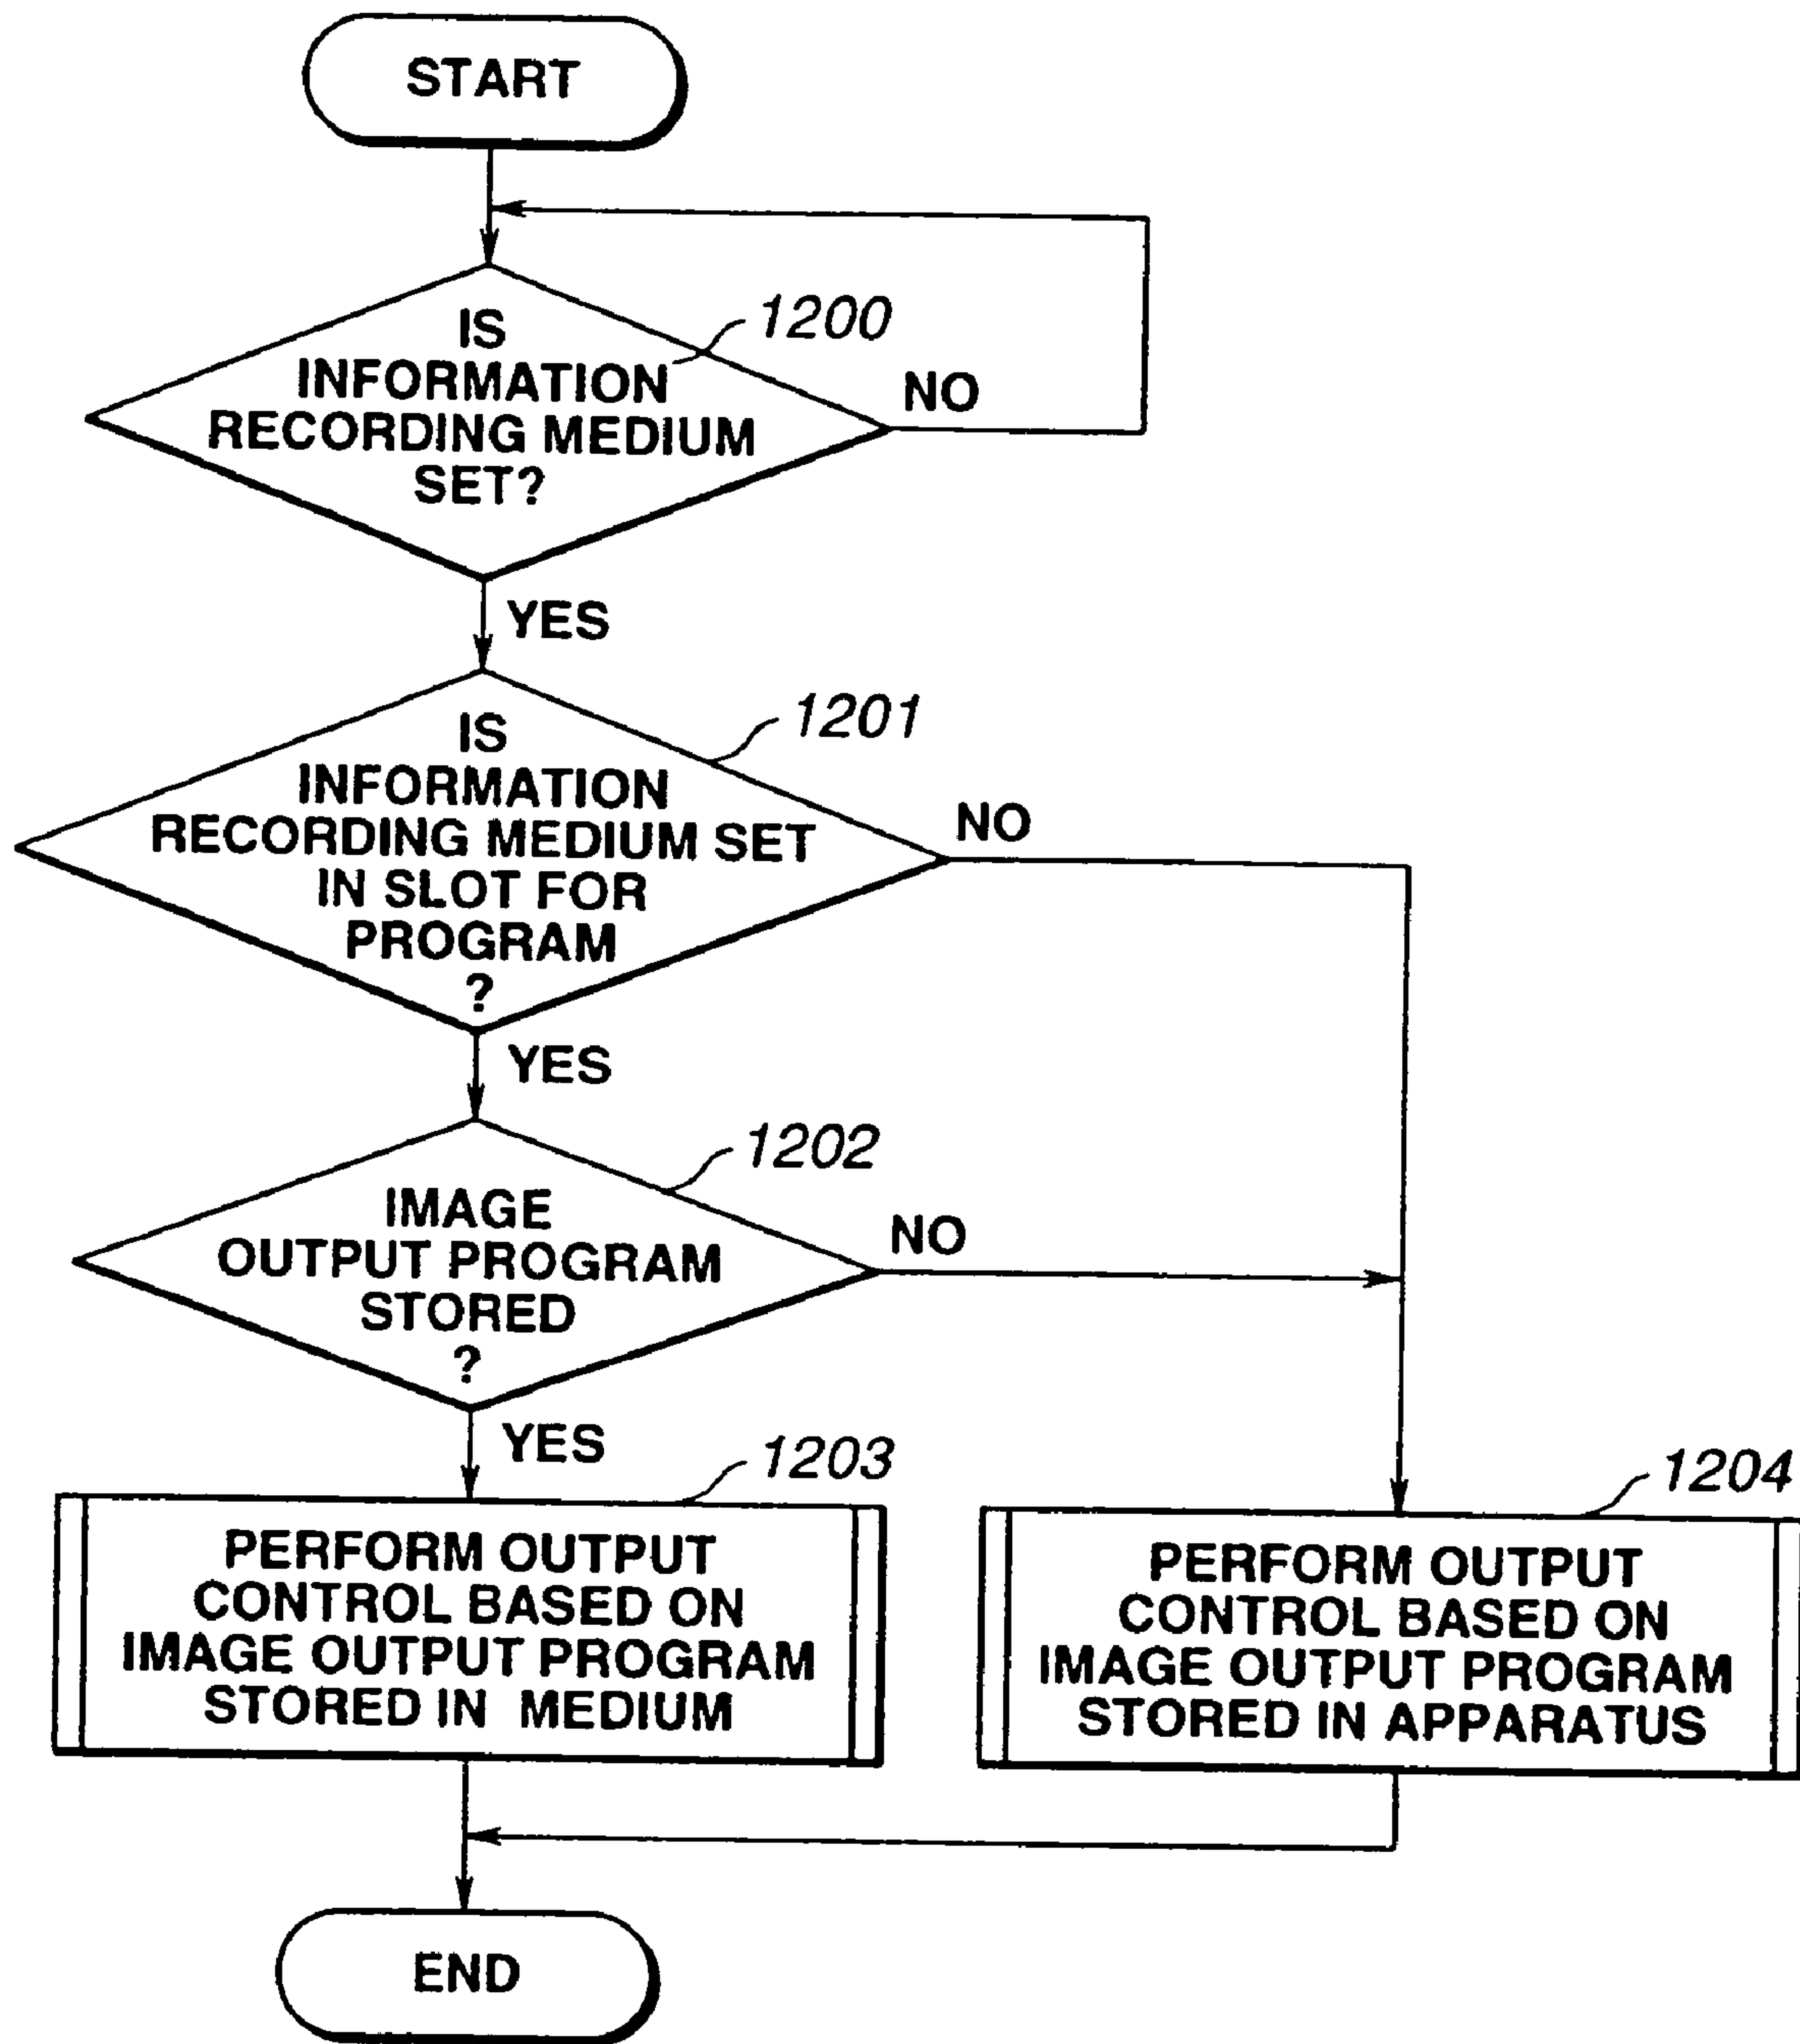 START
1200
IS
INFORMATION
RECORDING MEDIUM
SET?
NO
YES
1201
IS
INFORMATION
RECORDING MEDIUM SET
IN SLOT FOR
PROGRAM
?
NO
YES
1202
IMAGE
OUTPUT PROGRAM
STORED
?
NO
YES
1203
PERFORM OUTPUT
CONTROL BASED ON
IMAGE OUTPUT PROGRAM
STORED IN MEDIUM
1204
PERFORM OUTPUT
CONTROL BASED ON
IMAGE OUTPUT PROGRAM
STORED IN APPARATUS
END